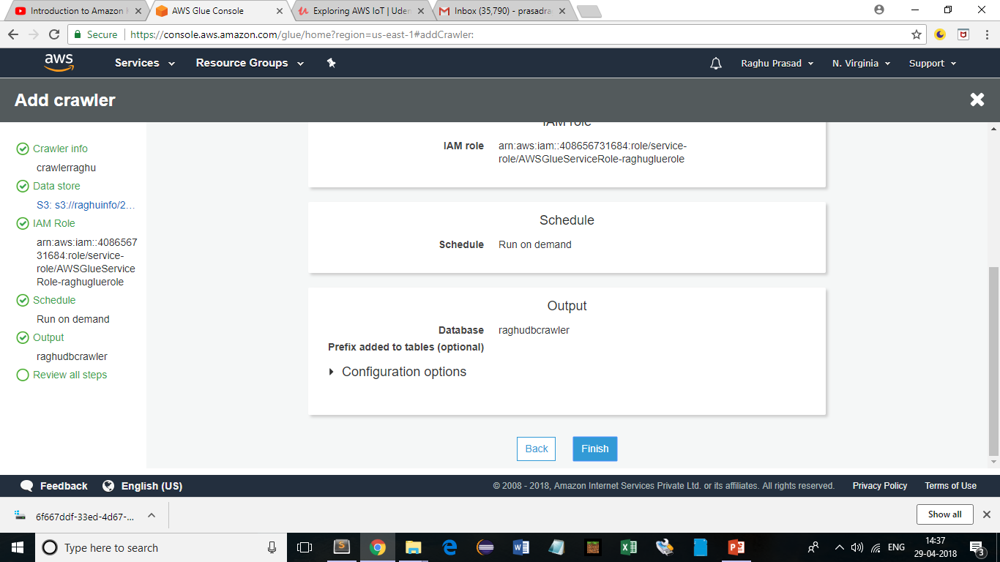 Introduction to Amazon
AWS Glue Console
Exploring AWS IoT | Uder
Inbox (35,790) - prasadra
Secure
https://console.aws.amazon.com/glue/home?region=us-east-1#addCrawler:
aws
Services
Resource Groups
Raghu Prasad
N. Virginia
Support
Add crawler
Crawler info
crawlerraghu
Data store
S3: s3://raghuinfo/2...
IAM Role
arn:aws:iam::4086567
31684:role/service-
role/AWSGlueService
Role-raghugluerole
Schedule
Run on demand
Output
raghudbcrawler
Review all steps
IAM role
IAM role
arn:aws:iam::408656731684:role/service-
role/AWSGlueServiceRole-raghugluerole
Schedule
Schedule
Run on demand
Output
Database
raghudbcrawler
Prefix added to tables (optional)
Configuration options
Back
Finish
Feedback
English (US)
© 2008 - 2018, Amazon Internet Services Private Ltd. or its affiliates. All rights reserved.
Privacy Policy
Terms of Use
6f667ddf-33ed-4d67-...
Show all
Type here to search
ENG
14:37
29-04-2018
3